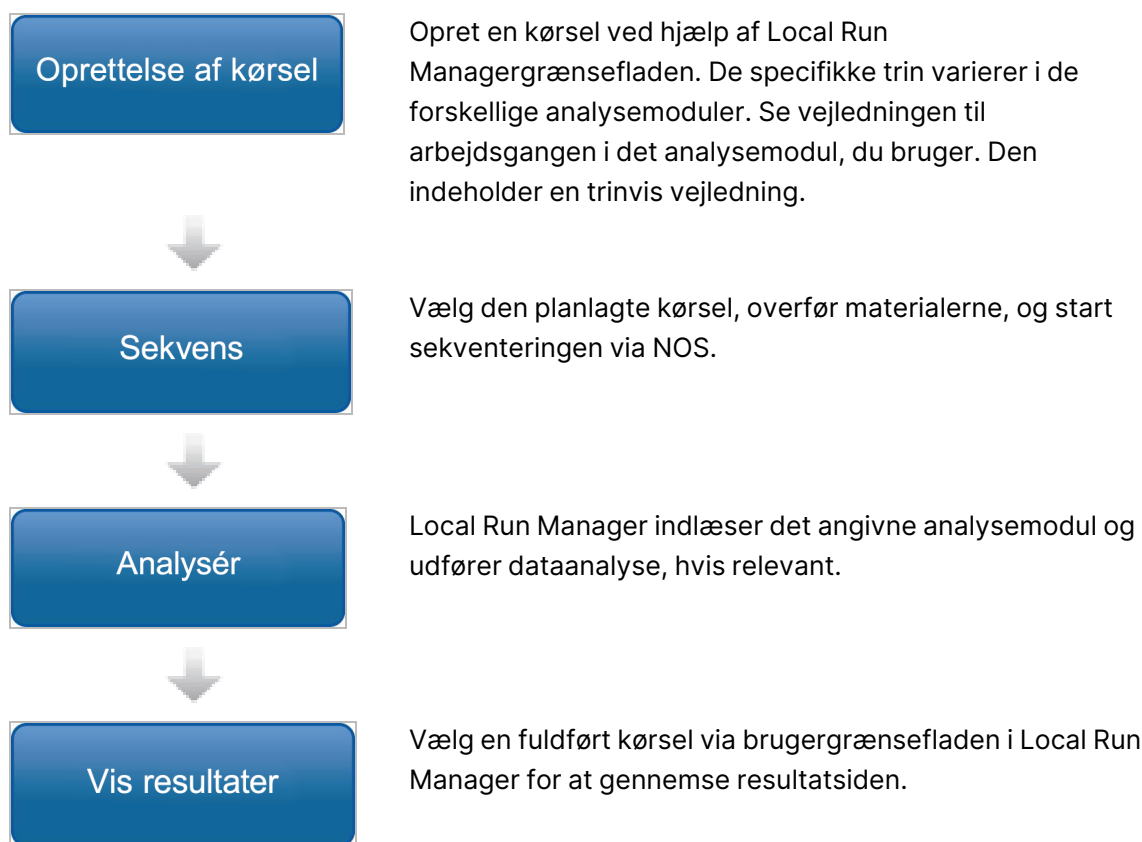 Oprettelse af kørsel
Opret en kørsel ved hjælp af Local Run
Managergrænsefladen. De specifikke trin varierer i de
forskellige analysemoduler. Se vejledningen til
arbejdsgangen i det analysemodul, du bruger. Den
indeholder en trinvis vejledning.
Sekvens
Vælg den planlagte kørsel, overfør materialerne, og start
sekventeringen via NOS.
Analysér
Local Run Manager indlæser det angivne analysemodul og
udfører dataanalyse, hvis relevant.
Vis resultater
Vælg en fuldført kørsel via brugergrænsefladen i Local Run
Manager for at gennemse resultatsiden.